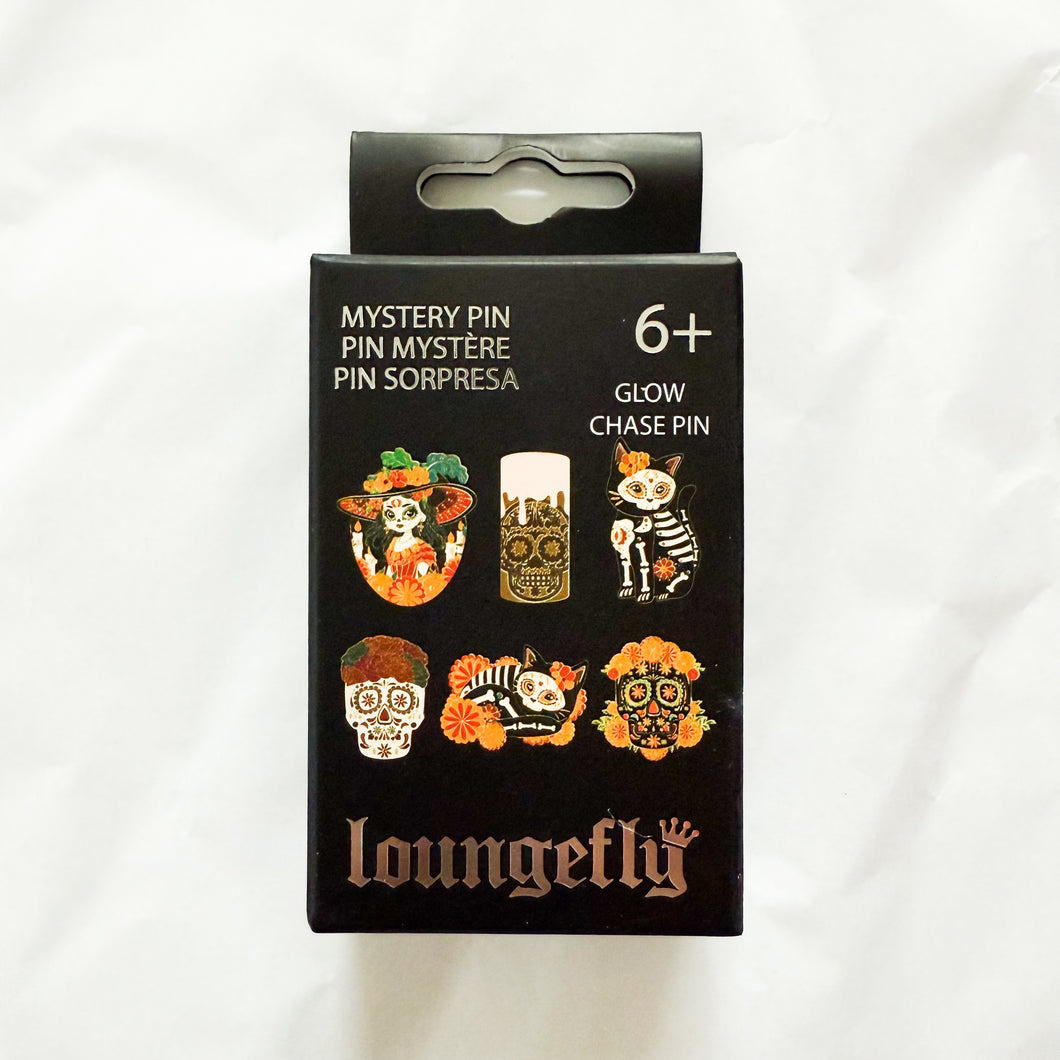 MYSTERY PIN
PIN MYSTÈRE
PIN SORPRESA
6+
GLOW
CHASE PIN
loungefly